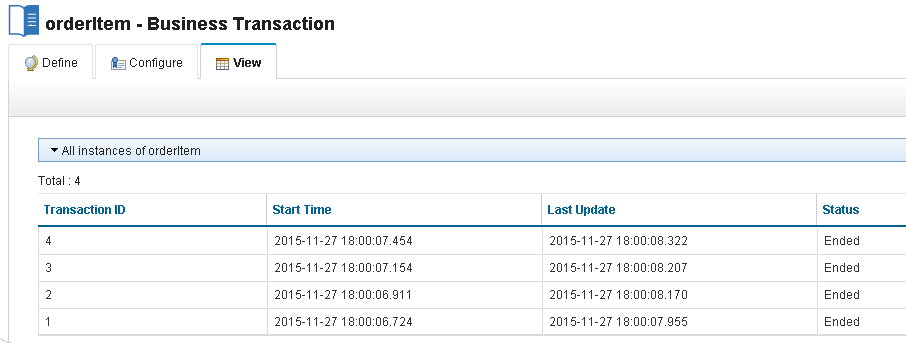 orderItem - Business Transaction
Define Configure View
All instances of orderItem
Total : 4
Transaction ID Start Time Last Update Status
4 2015-11-27 18:00:07.454 2015-11-27 18:00:08.322 Ended
3 2015-11-27 18:00:07.154 2015-11-27 18:00:08.207 Ended
2 2015-11-27 18:00:06.911 2015-11-27 18:00:08.170 Ended
1 2015-11-27 18:00:06.724 2015-11-27 18:00:07.955 Ended